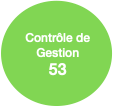 Contrôle de
Gestion
53